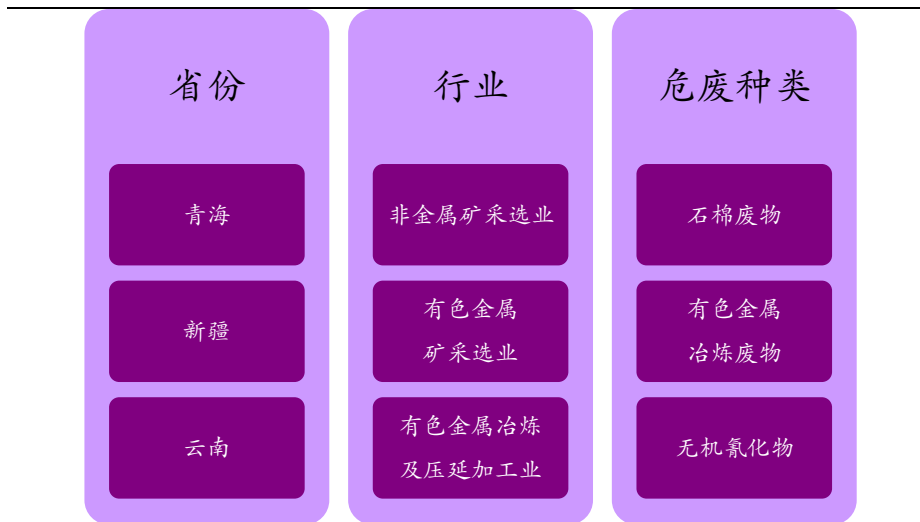 省份
青海
新疆
云南
行业
非金属矿采选业
有色金属
矿采选业
有色金属冶炼
及压延加工业
危废种类
石棉废物
有色金属
冶炼废物
无机氰化物